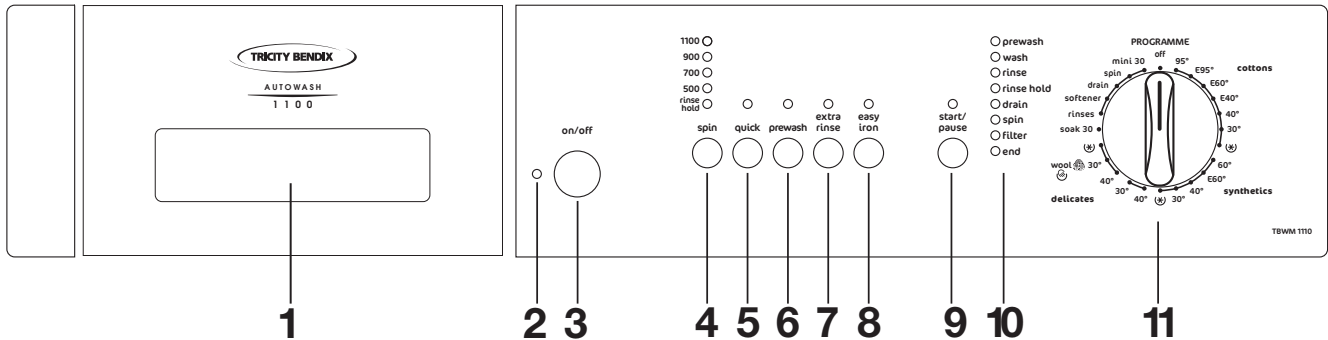 TRICITY BENDIX
AUTOWASH
1100
on/off
1100
900
700
500
rinse
hold
spin
quick
prewash
extra
rinse
easy
iron
start/
pause
prewash
wash
rinse
rinse hold
drain
spin
filter
end
PROGRAMME
off
95°
E95°
cottons
E60°
E40°
40°
30°
60°
E60°
synthetics
40°
30°
40°
30°
delicates
40°
wool 30°
soak 30
rinses
softener
drain
spin
mini 30
TBWM 1110
1 2 3 4 5 6 7 8 9 10 11